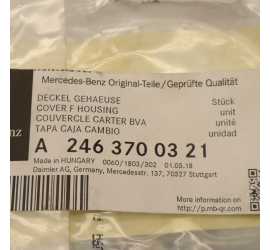 Mercedes-Benz Original-Teile/Geprüfte Qualität
DECKEL GEHAEUSE Stück
COVER F HOUSING unit
COUVERCLE CARTER BVA unité
TAPA CAJA CAMBIO unidad
nz
A 246 370 03 21
Made in HUNGARY 0060/1803/302 01.05.18
Daimler AG, Germany, Mercedesstr. 137, 70327 Stuttgart
More information on
p.mb-qr.com